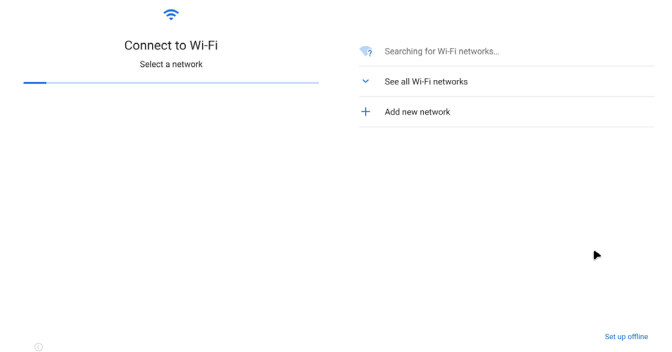 Connect to Wi-Fi
Select a network
Searching for Wi-Fi networks…
See all Wi-Fi networks
Add new network
Set up offline